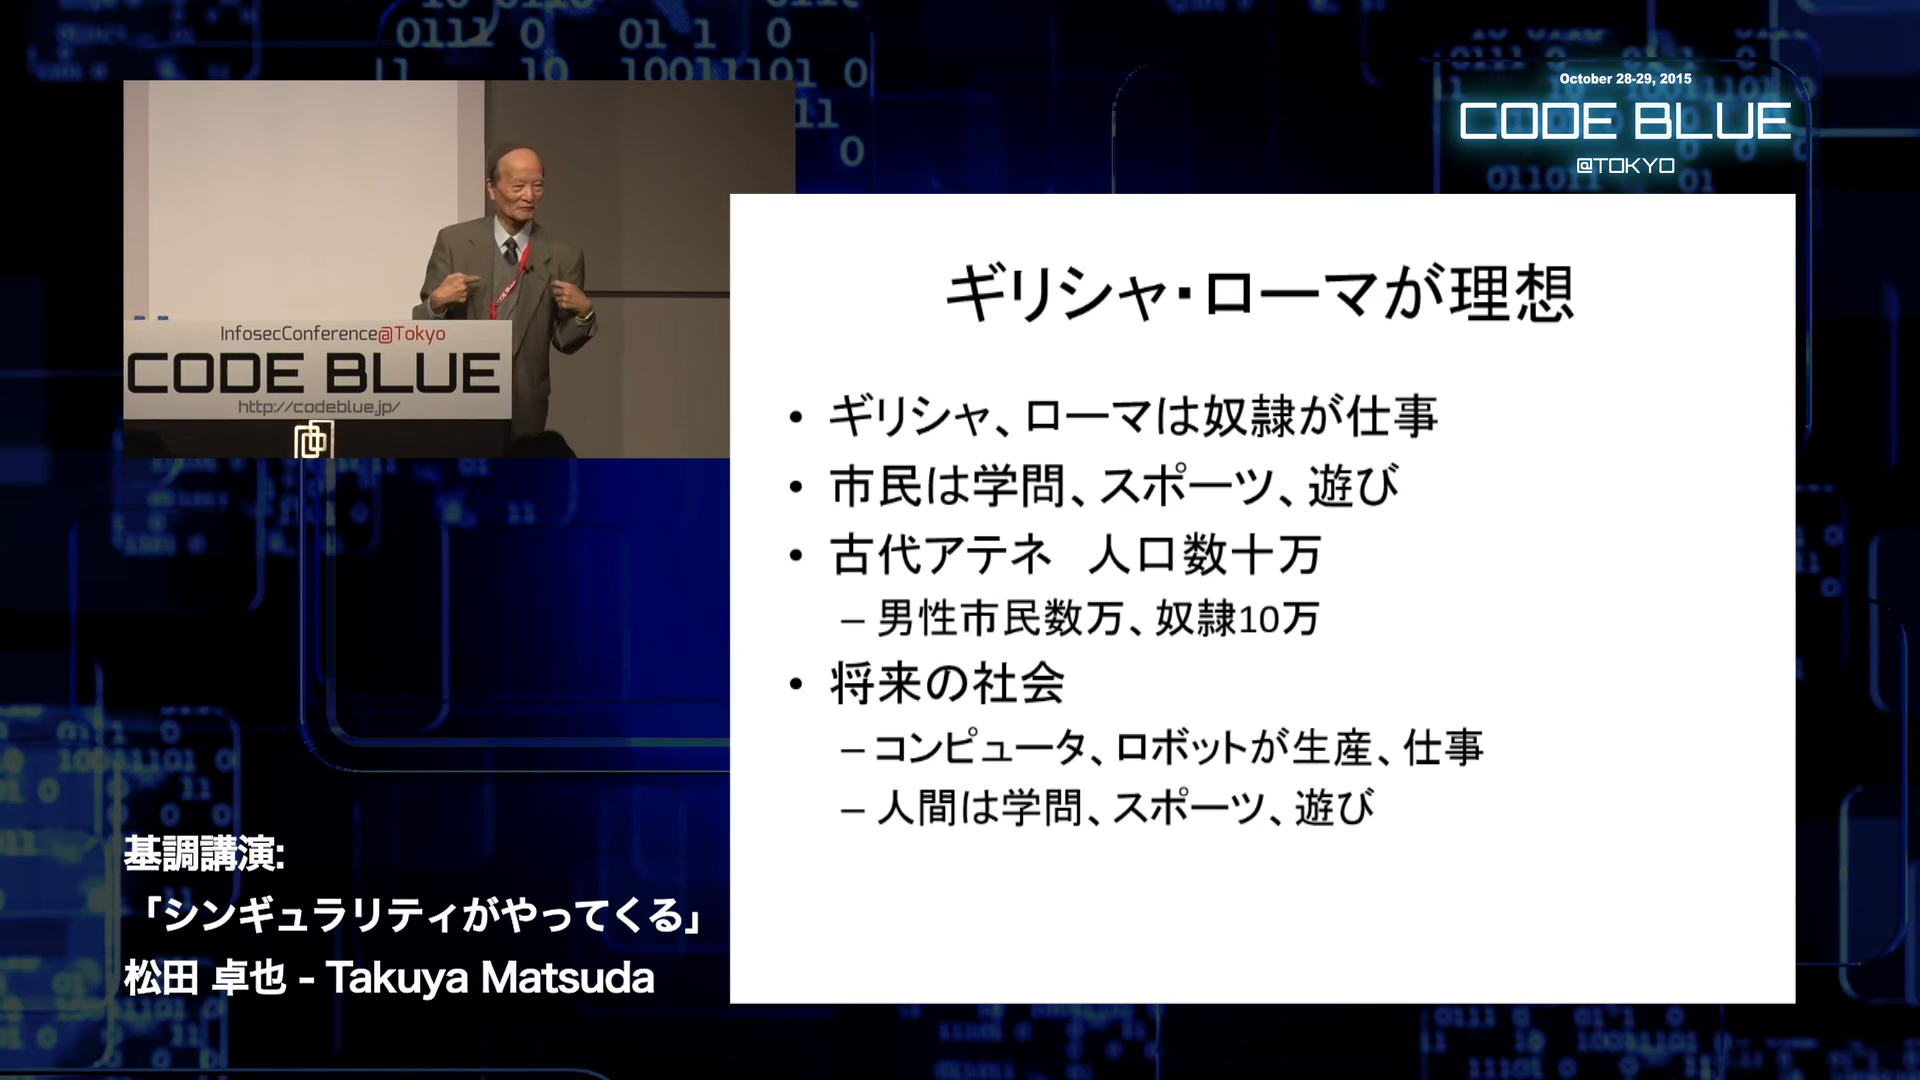 October 28-29, 2015
CODE BLUE
@TOKYO
InfosecConference@Tokyo
CODE BLUE
http://codeblue.jp/
ギリシャ・ローマが理想
• ギリシャ、ローマは奴隷が仕事
• 市民は学問、スポーツ、遊び
• 古代アテネ　人口数十万
– 男性市民数万、奴隷10万
• 将来の社会
– コンピュータ、ロボットが生産、仕事
– 人間は学問、スポーツ、遊び
基調講演:
「シンギュラリティがやってくる」
松田 卓也 - Takuya Matsuda